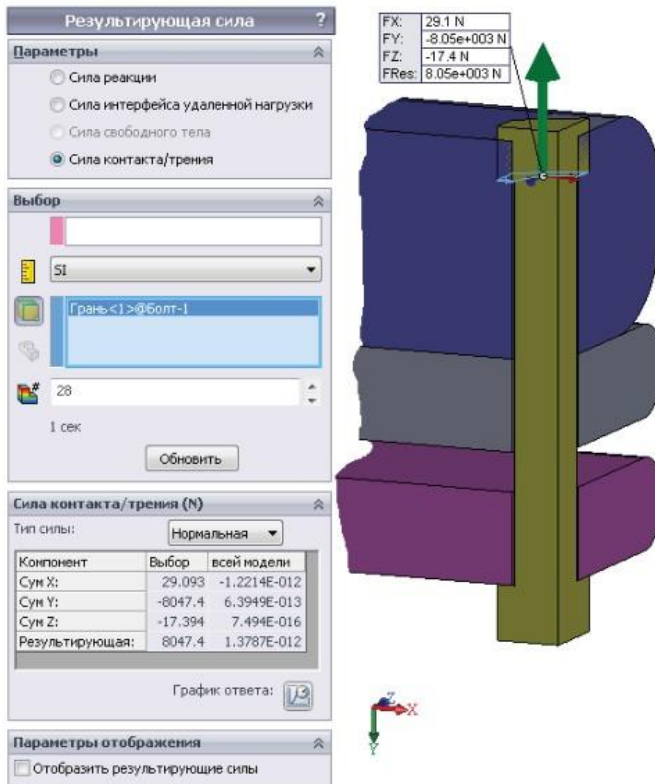 Результирующая сила ?
Параметры
Сила реакции
Сила интерфейса удаленной нагрузки
Сила свободного тела
Сила контакта/трения
Выбор
SI
Грань<1>@Болт-1
28
1 сек
Обновить
Сила контакта/трения (N)
Тип силы: Нормальная
Компонент Выбор всей модели
Сум X: 29.093 -1.2214E-012
Сум Y: -8047.4 6.3949E-013
Сум Z: -17.394 7.494E-016
Результирующая: 8047.4 1.3787E-012
График ответа:
Параметры отображения
Отобразить результирующие силы
FX: 29.1 N
FY: -8.05e+003 N
FZ: -17.4 N
FRes: 8.05e+003 N
Z
X
Y